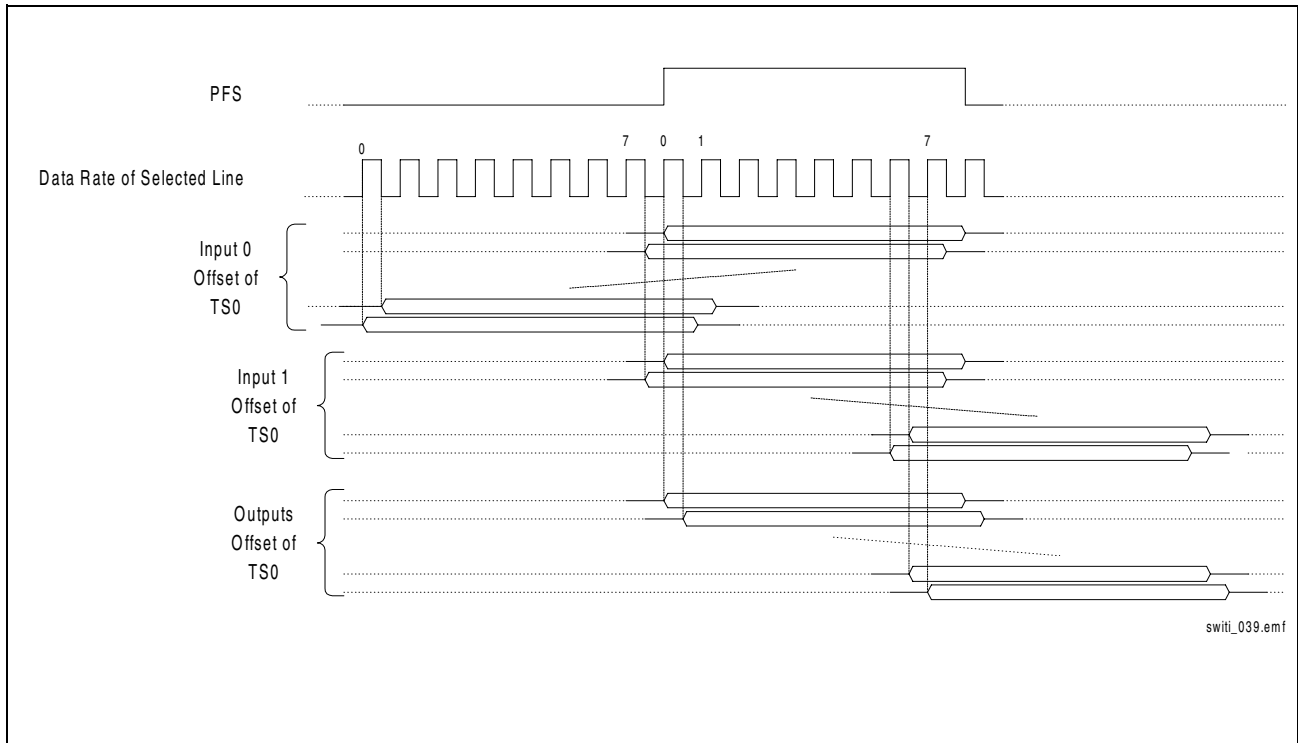 PFS
0 7 0 1 7
Data Rate of Selected Line
Input 0
Offset of
TS0
Input 1
Offset of
TS0
Outputs
Offset of
TS0
switi_039.emf